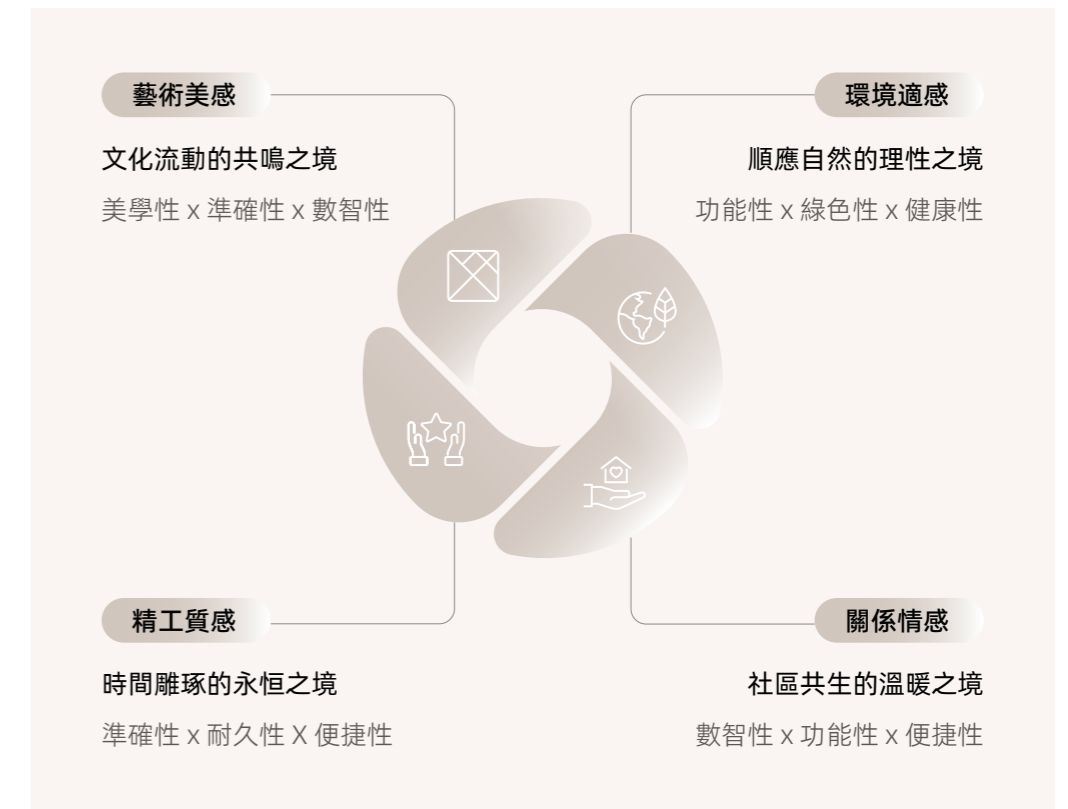 藝術美感
文化流動的共鳴之境
美學性 x 準確性 x 數智性
環境適感
順應自然的理性之境
功能性 x 綠色性 x 健康性
精工質感
時間雕琢的永恒之境
準確性 x 耐久性 X 便捷性
關係情感
社區共生的溫暖之境
數智性 x 功能性 x 便捷性